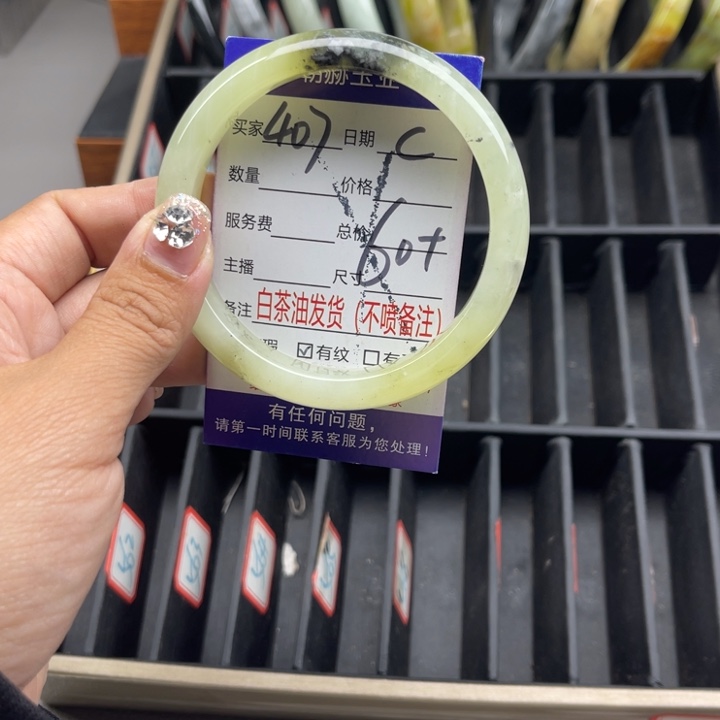 买家 407 日期 C
数量 价格
服务费 总价 60+
主播 尺寸
备注 白茶油发货（不喷备注）
瑕 ☑有纹 □有
有任何问题，
请第一时间联系客服为您处理！